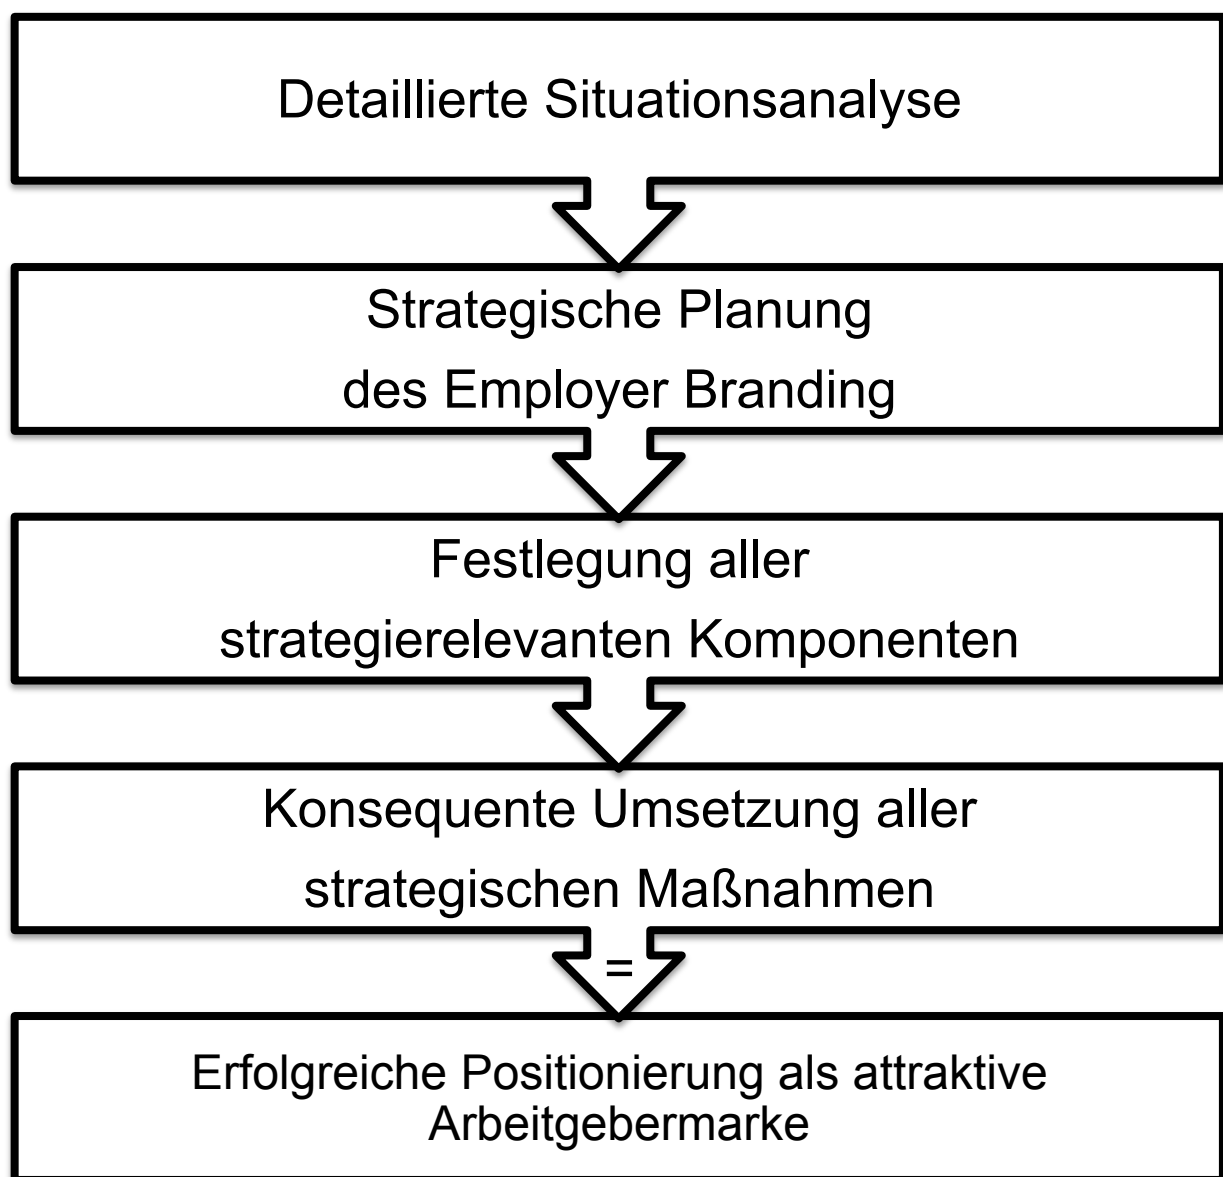 Detaillierte Situationsanalyse
Strategische Planung
des Employer Branding
Festlegung aller
strategierelevanten Komponenten
Konsequente Umsetzung aller
strategischen Maßnahmen
=
Erfolgreiche Positionierung als attraktive
Arbeitgebermarke